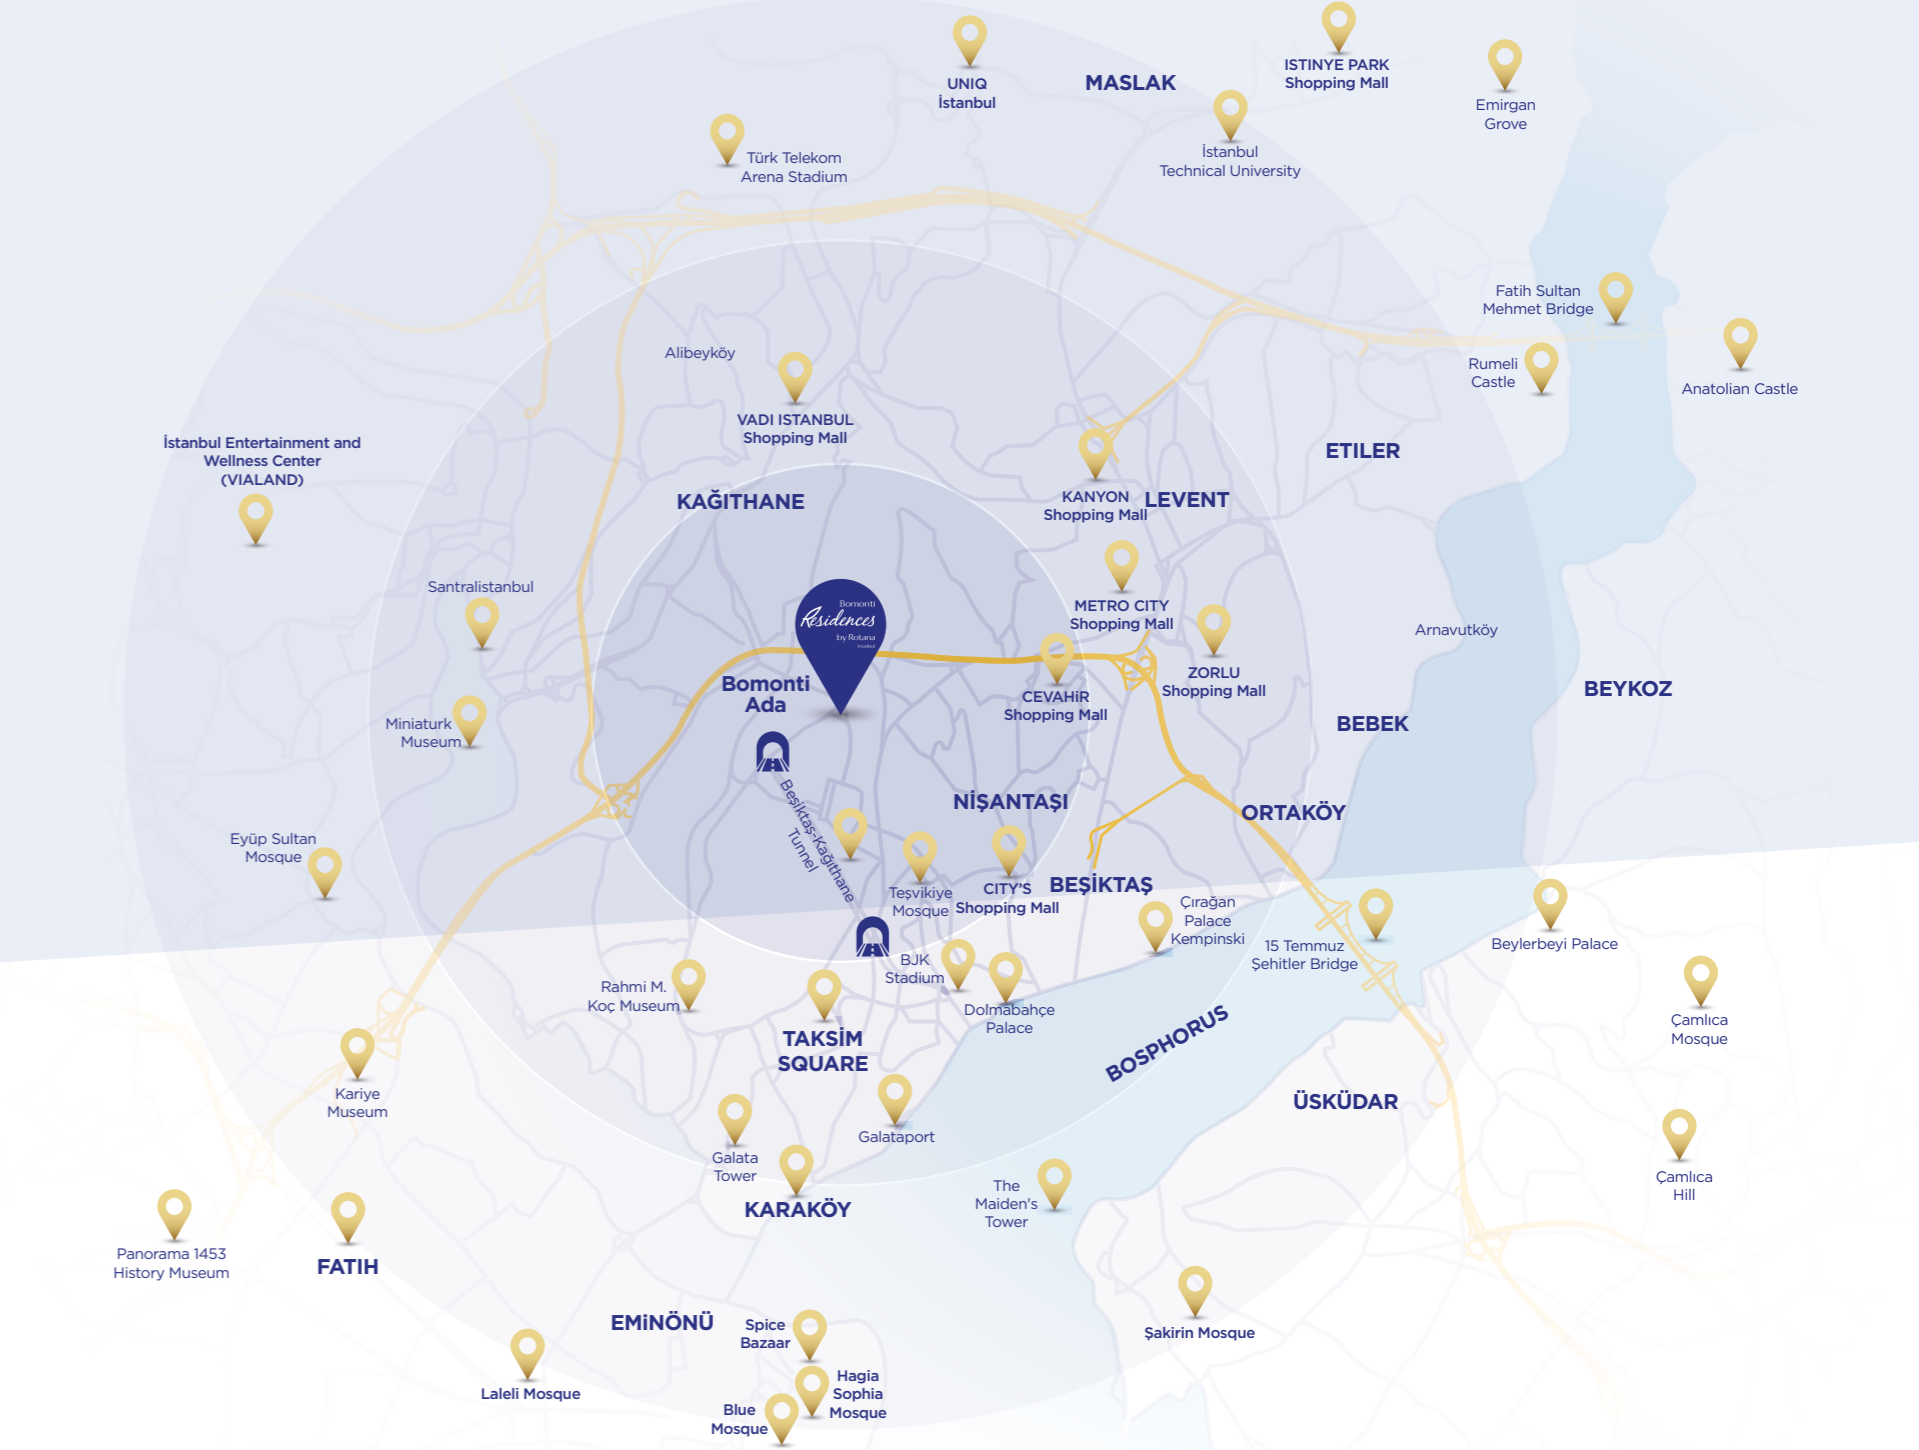 UNIQ
İstanbul
MASLAK
ISTINYE PARK
Shopping Mall
Emirgan
Grove
Türk Telekom
Arena Stadium
İstanbul
Technical University
Fatih Sultan
Mehmet Bridge
Rumeli
Castle
Anatolian Castle
Alibeyköy
VADI ISTANBUL
Shopping Mall
İstanbul Entertainment and
Wellness Center
(VIALAND)
KAĞITHANE
KANYON
Shopping Mall
LEVENT
ETILER
Santralistanbul
Bomonti
Residences
by Rotana
İstanbul
METRO CITY
Shopping Mall
Arnavutköy
ZORLU
Shopping Mall
BEYKOZ
Bomonti
Ada
CEVAHiR
Shopping Mall
Miniaturk
Museum
BEBEK
Beşiktaş-Kağıthane
Tunnel
NİŞANTAŞI
ORTAKÖY
Eyüp Sultan
Mosque
Teşvikiye
Mosque
CITY'S
Shopping Mall
BEŞİKTAŞ
Çırağan
Palace
Kempinski
15 Temmuz
Şehitler Bridge
Beylerbeyi Palace
BJK
Stadium
Rahmi M.
Koç Museum
Dolmabahçe
Palace
TAKSİM
SQUARE
BOSPHORUS
Çamlıca
Mosque
Kariye
Museum
ÜSKÜDAR
Galataport
Galata
Tower
KARAKÖY
The
Maiden's
Tower
Çamlıca
Hill
Panorama 1453
History Museum
FATIH
EMiNÖNÜ
Spice
Bazaar
Şakirin Mosque
Laleli Mosque
Hagia
Sophia
Mosque
Blue
Mosque